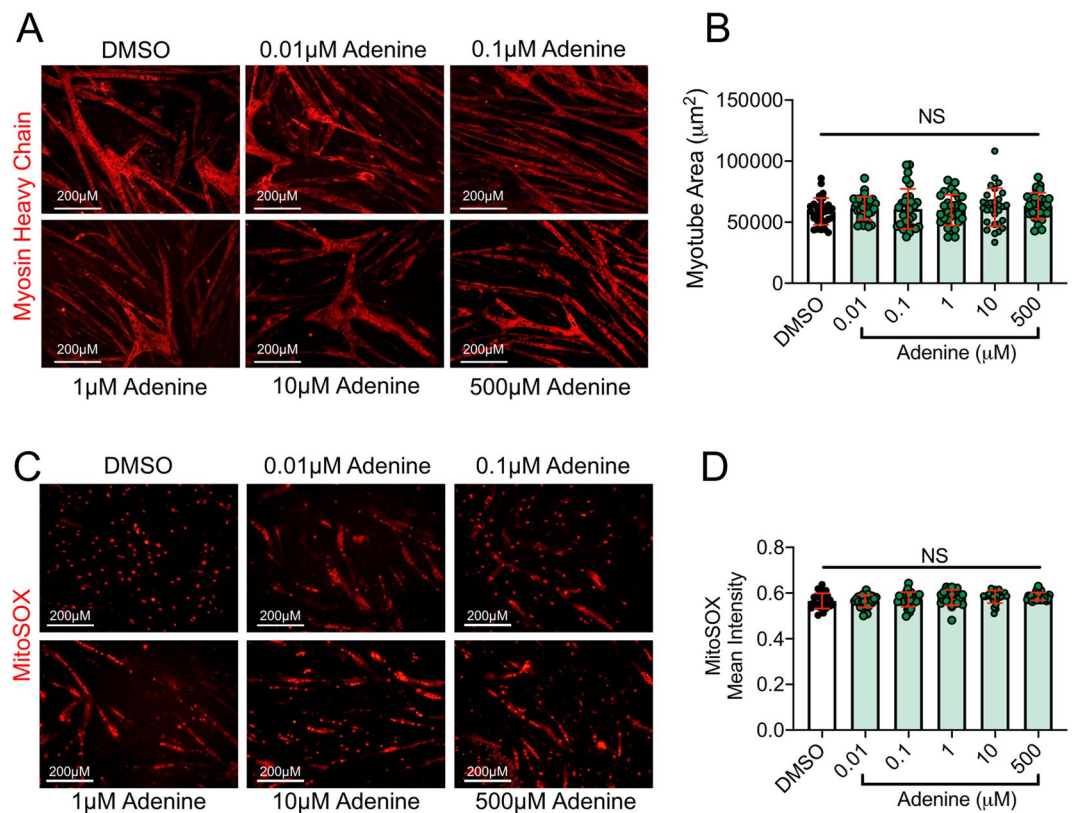 A
DMSO
0.01µM Adenine
0.1µM Adenine
Myosin Heavy Chain
200µM
200µM
200µM
200µM
200µM
200µM
1µM Adenine
10µM Adenine
500µM Adenine
B
150000
100000
50000
0
Myotube Area (µm²)
NS
DMSO
0.01
0.1
1
10
500
Adenine (µM)
C
DMSO
0.01µM Adenine
0.1µM Adenine
MitoSOX
200µM
200µM
200µM
200µM
200µM
200µM
1µM Adenine
10µM Adenine
500µM Adenine
D
0.8
0.6
0.4
0.2
0.0
MitoSOX
Mean Intensity
NS
DMSO
0.01
0.1
1
10
500
Adenine (µM)